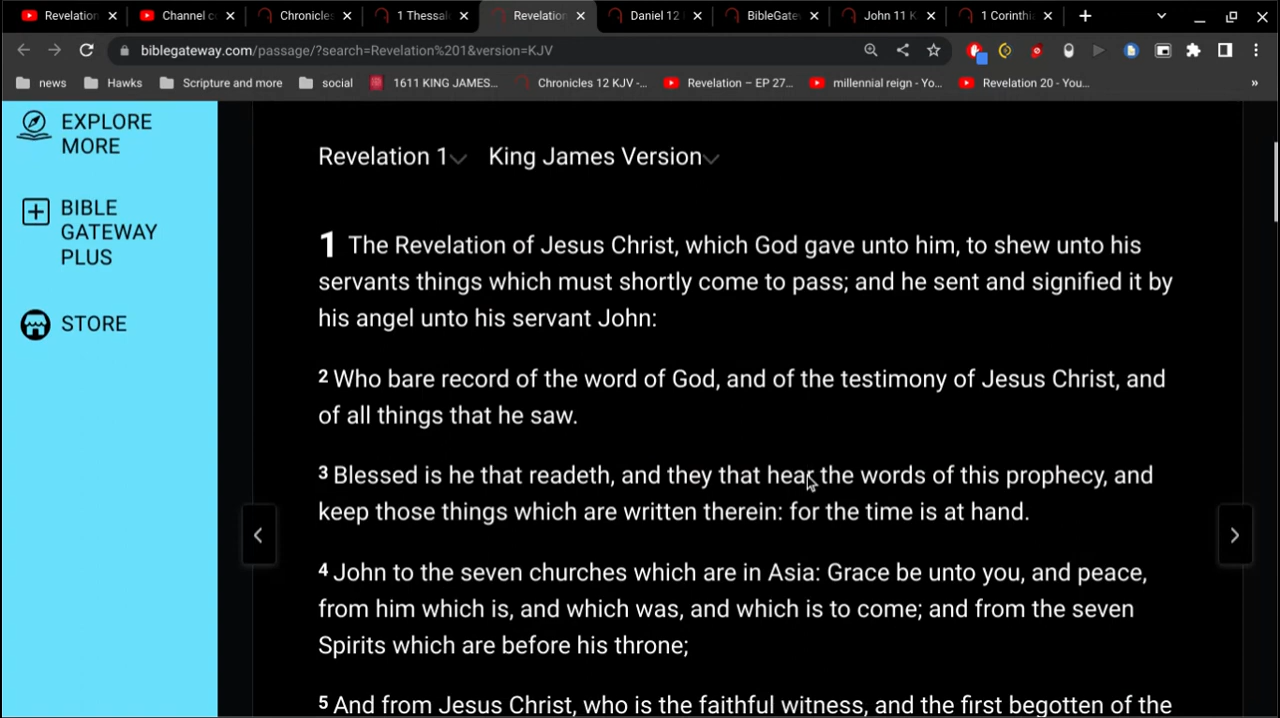 Revelation
Channel c
Chronicles
1 Thessal
Revelation
Daniel 12
BibleGate
John 11 K
1 Corinthi
biblegateway.com/passage/?search=Revelation%201&version=KJV
news
Hawks
Scripture and more
social
1611 KING JAMES...
Chronicles 12 KJV -...
Revelation – EP 27...
millennial reign - Yo...
Revelation 20 - You...
»
EXPLORE
MORE
BIBLE
GATEWAY
PLUS
STORE
Revelation 1
King James Version
1 The Revelation of Jesus Christ, which God gave unto him, to shew unto his
servants things which must shortly come to pass; and he sent and signified it by
his angel unto his servant John:
2 Who bare record of the word of God, and of the testimony of Jesus Christ, and
of all things that he saw.
3 Blessed is he that readeth, and they that hear the words of this prophecy, and
keep those things which are written therein: for the time is at hand.
4 John to the seven churches which are in Asia: Grace be unto you, and peace,
from him which is, and which was, and which is to come; and from the seven
Spirits which are before his throne;
5 And from Jesus Christ, who is the faithful witness, and the first begotten of the